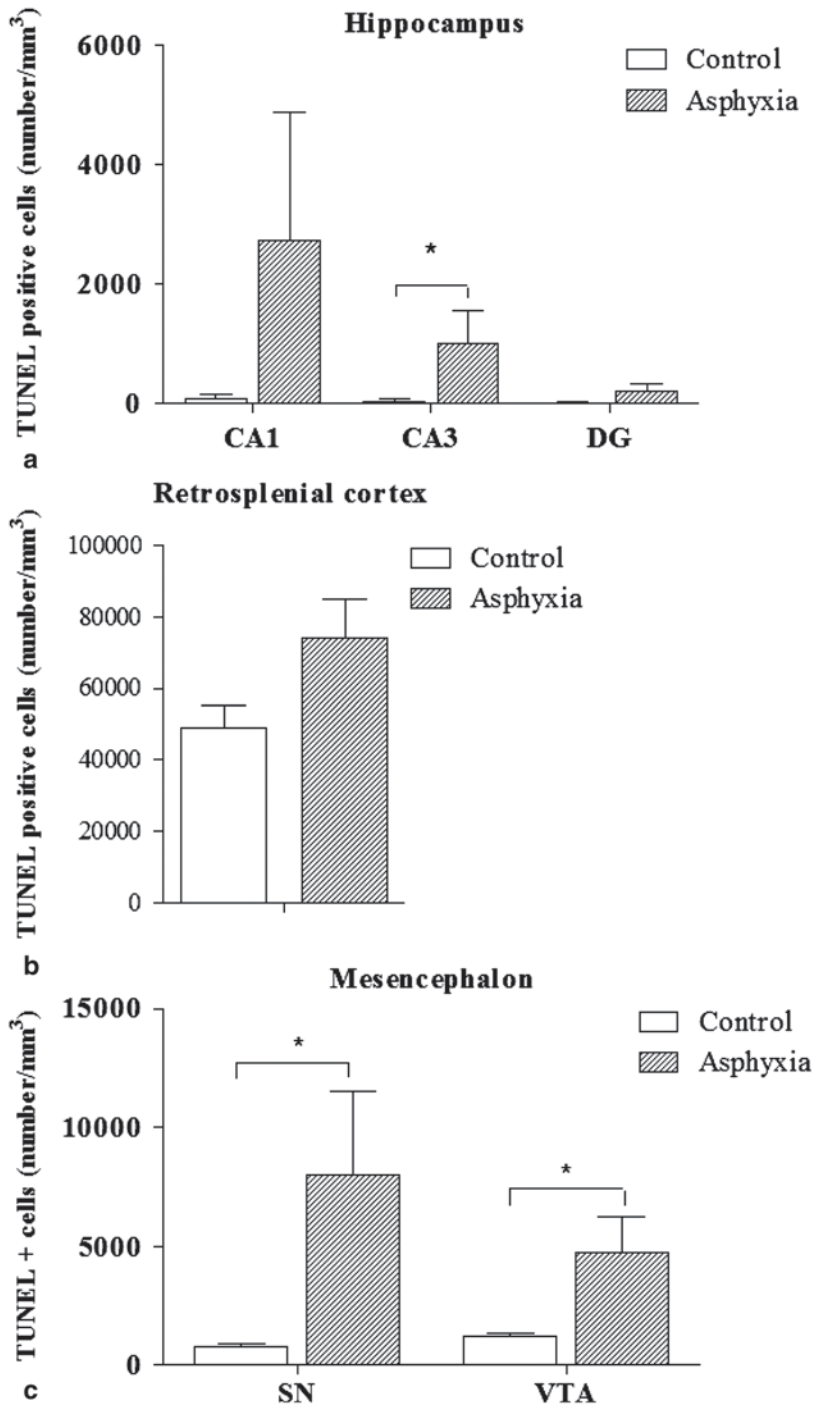 Hippocampus
TUNEL positive cells (number/mm³)
6000
4000
2000
0
Control
Asphyxia
*
CA1 CA3 DG
a
Retrosplenial cortex
TUNEL positive cells (number/mm³)
100000
80000
60000
40000
20000
0
Control
Asphyxia
b
Mesencephalon
TUNEL + cells (number/mm³)
15000
10000
5000
0
Control
Asphyxia
*
*
SN VTA
c